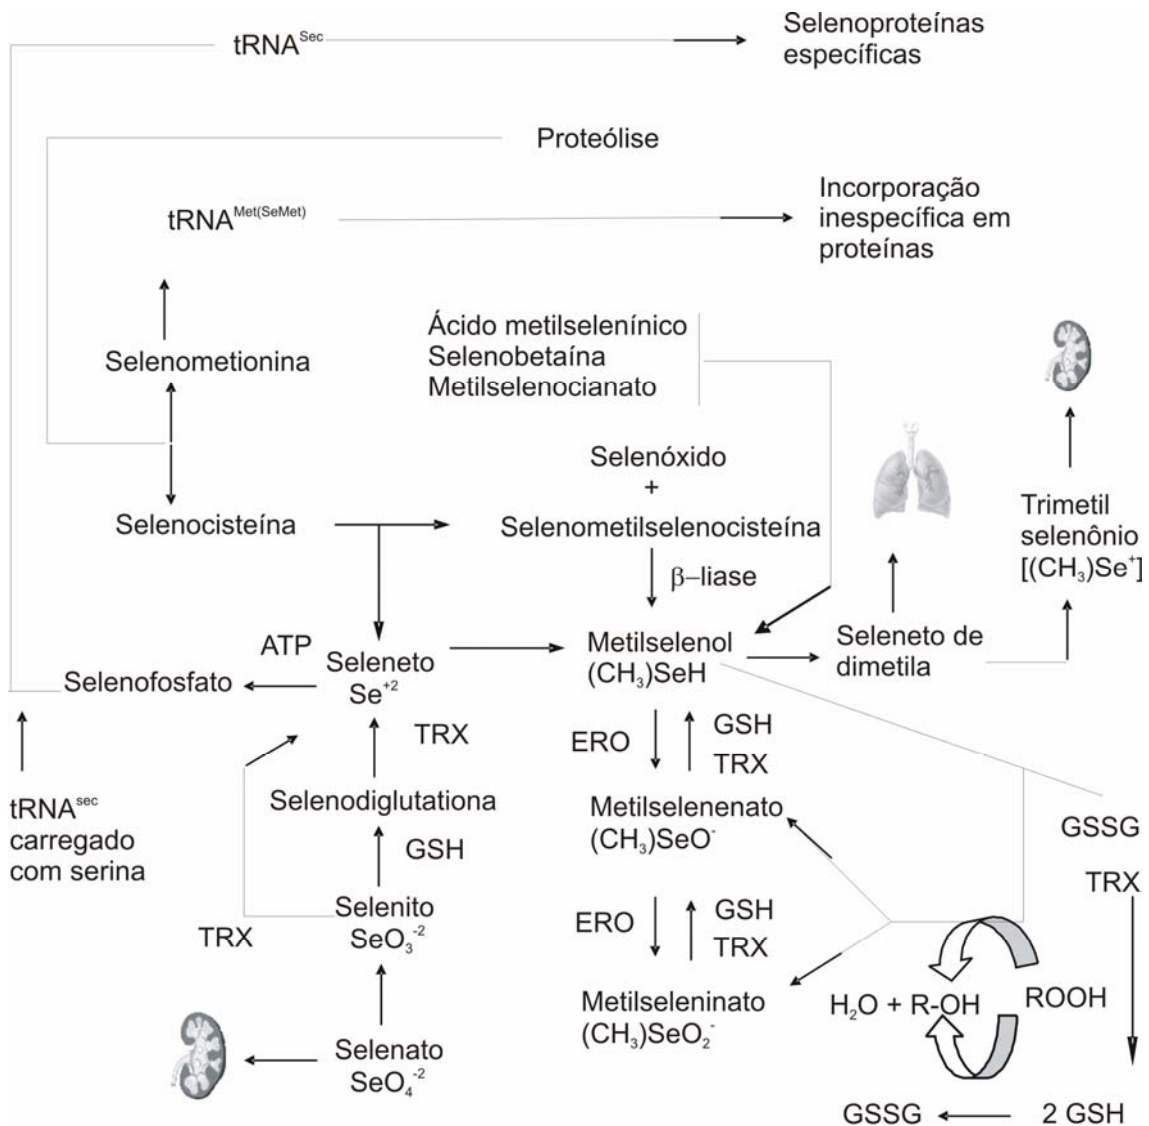 tRNA^Sec
Selenoproteínas
específicas
Proteólise
tRNA^Met(SeMet)
Incorporação
inespecífica em
proteínas
Selenometionina
Ácido metilselenínico
Selenobetaína
Metilselenocianato
Selenóxido
+
Selenometilselenocisteína
Selenocisteína
β–liase
Trimetil
selenônio
[(CH₃)Se⁺]
ATP
Seleneto
Se⁺²
Selenofosfato
Metilselenol
(CH₃)SeH
Seleneto de
dimetila
TRX
ERO
GSH
TRX
tRNA^sec
carregado
com serina
Selenodiglutationa
GSH
Metilselenenato
(CH₃)SeO⁻
GSSG
TRX
TRX
Selenito
SeO₃⁻²
ERO
GSH
TRX
Metilseleninato
(CH₃)SeO₂⁻
H₂O + R-OH
ROOH
Selenato
SeO₄⁻²
GSSG
2 GSH